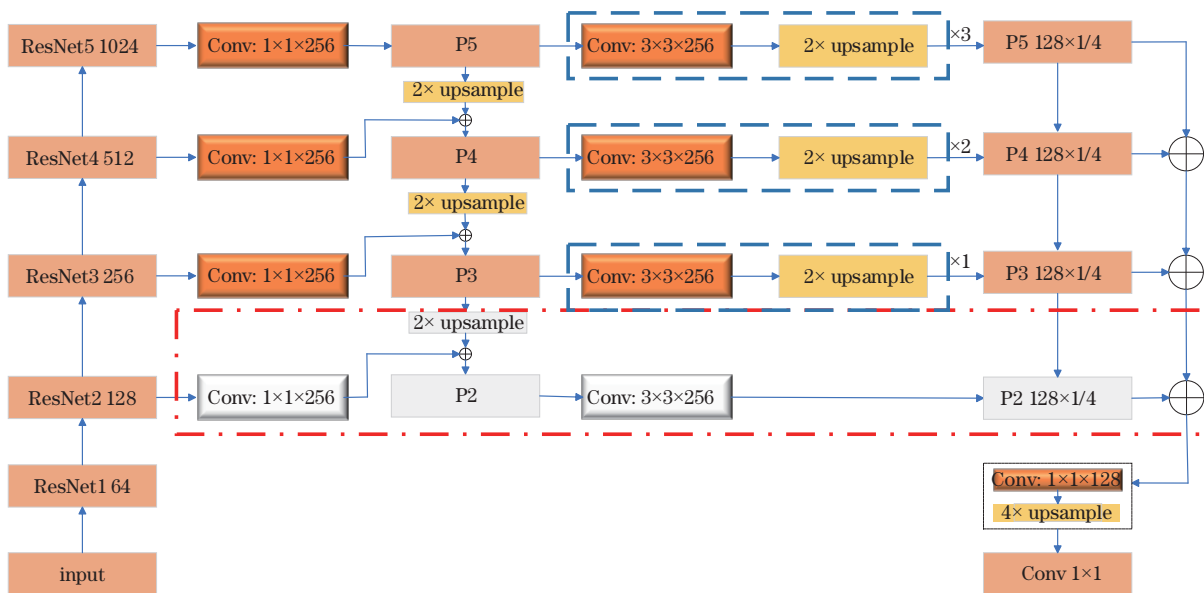 ResNet5 1024
Conv: 1×1×256
P5
Conv: 3×3×256
2× upsample
×3
P5 128×1/4
2× upsample
ResNet4 512
Conv: 1×1×256
P4
Conv: 3×3×256
2× upsample
×2
P4 128×1/4
2× upsample
ResNet3 256
Conv: 1×1×256
P3
Conv: 3×3×256
2× upsample
×1
P3 128×1/4
2× upsample
ResNet2 128
Conv: 1×1×256
P2
Conv: 3×3×256
P2 128×1/4
ResNet1 64
Conv: 1×1×128
4× upsample
input
Conv 1×1